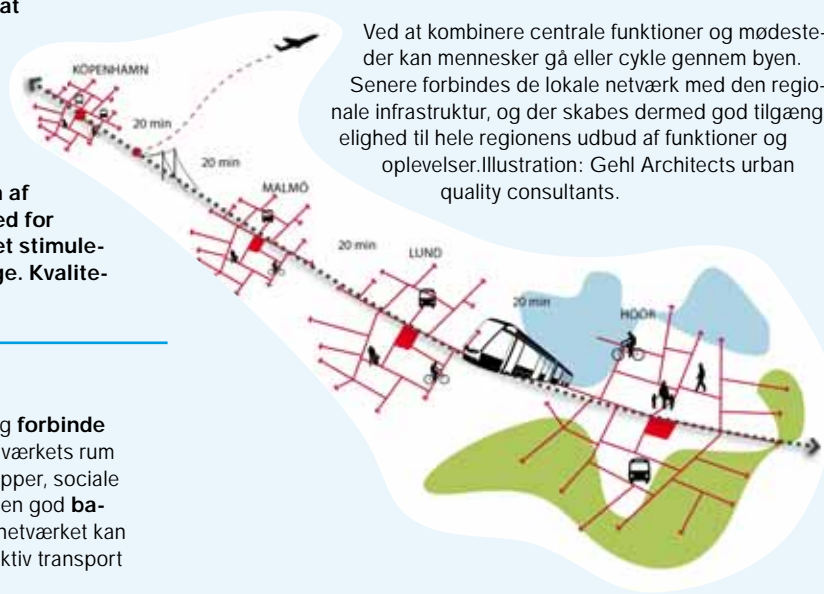 at
af
ed for
et stimule-
ge. Kvalite-
g forbinde
værkets rum
pper, sociale
en god ba-
netværket kan
ktiv transport
Ved at kombinere centrale funktioner og mødeste-
der kan mennesker gå eller cykle gennem byen.
Senere forbindes de lokale netværk med den regio-
nale infrastruktur, og der skabes dermed god tilgæng
elighed til hele regionens udbud af funktioner og
oplevelser.Illustration: Gehl Architects urban
quality consultants.
KÖPENHAMN
20 min
20 min
MALMÖ
20 min
LUND
20 min
HÖÖR